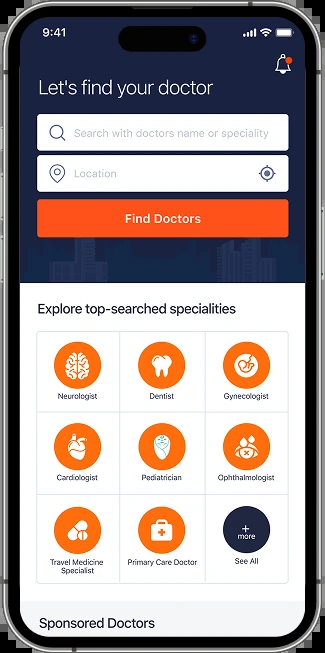 9:41
Let's find your doctor
Search with doctors name or speciality
Location
Find Doctors
Explore top-searched specialities
Neurologist
Dentist
Gynecologist
Cardiologist
Pediatrician
Ophthalmologist
Travel Medicine
Specialist
Primary Care Doctor
+
more
See All
Sponsored Doctors